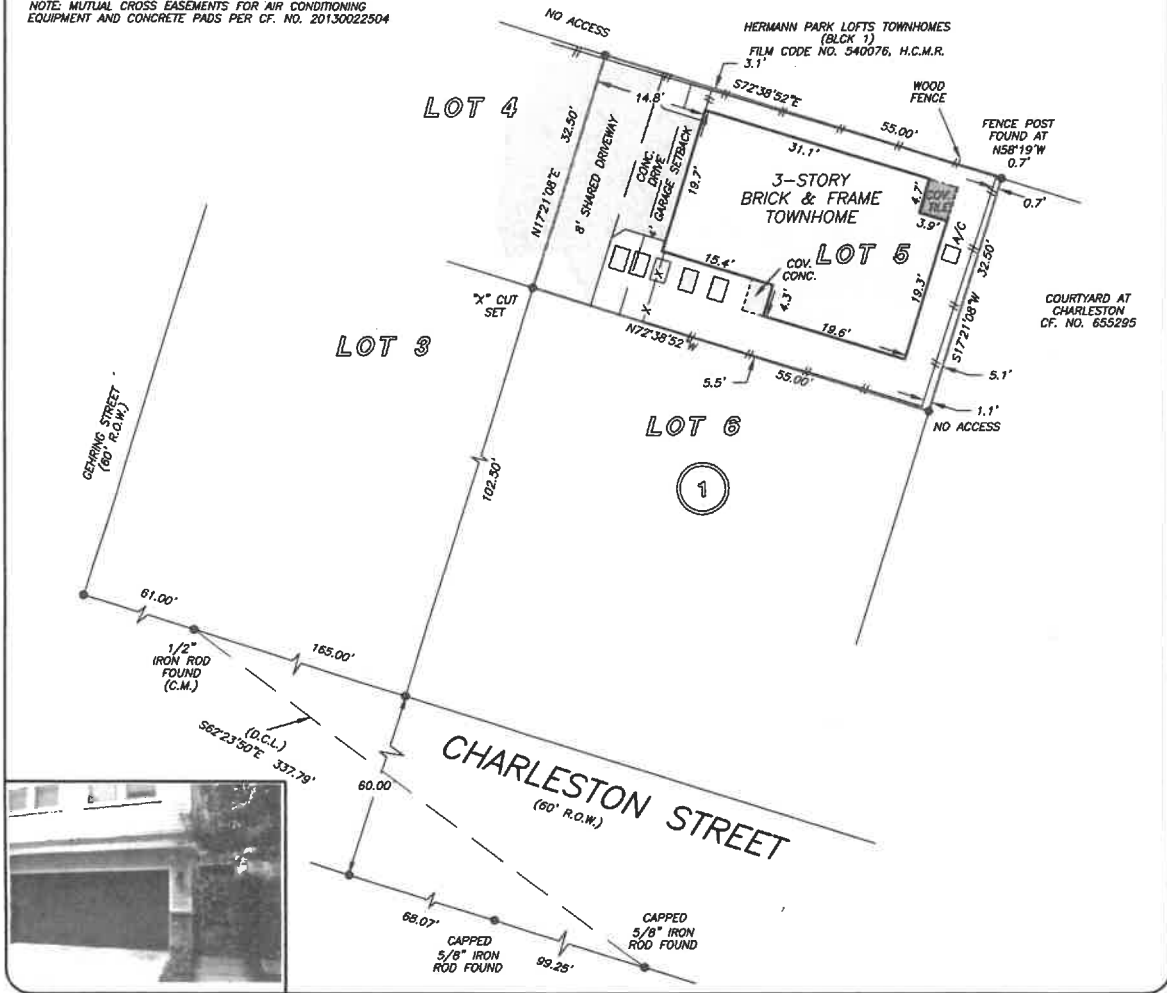 NOTE: MUTUAL CROSS EASEMENTS FOR AIR CONDITIONING
EQUIPMENT AND CONCRETE PADS PER CF. NO. 20130022504
NO ACCESS
HERMANN PARK LOFTS TOWNHOMES
(BLCK 1)
FILM CODE NO. 540076, H.C.M.R.
3.1'
S72°38'52"E
WOOD
FENCE
55.00'
FENCE POST
FOUND AT
N58°19'W
0.7'
0.7'
LOT 4
14.8'
32.50'
N17°21'08"E
8' SHARED DRIVEWAY
CONC.
DRIVE
4' GARAGE SETBACK
19.7'
31.1'
3-STORY
BRICK & FRAME
TOWNHOME
4.7'
COV.
TILE
3.9'
A/C
LOT 5
15.4'
COV.
CONC.
4.3'
19.3'
19.6'
32.50'
S17°21'08"W
COURTYARD AT
CHARLESTON
CF. NO. 655295
X
X
"X" CUT
SET
N72°38'52"W
5.5'
55.00'
5.1'
1.1'
NO ACCESS
LOT 3
LOT 6
1
GEHRING STREET
(60' R.O.W.)
102.50'
61.00'
1/2"
IRON ROD
FOUND
(C.M.)
165.00'
(D.C.L.)
S62°23'50"E 337.79'
60.00'
CHARLESTON STREET
(60' R.O.W.)
68.07'
CAPPED
5/8" IRON
ROD FOUND
99.25'
CAPPED
5/8" IRON
ROD FOUND